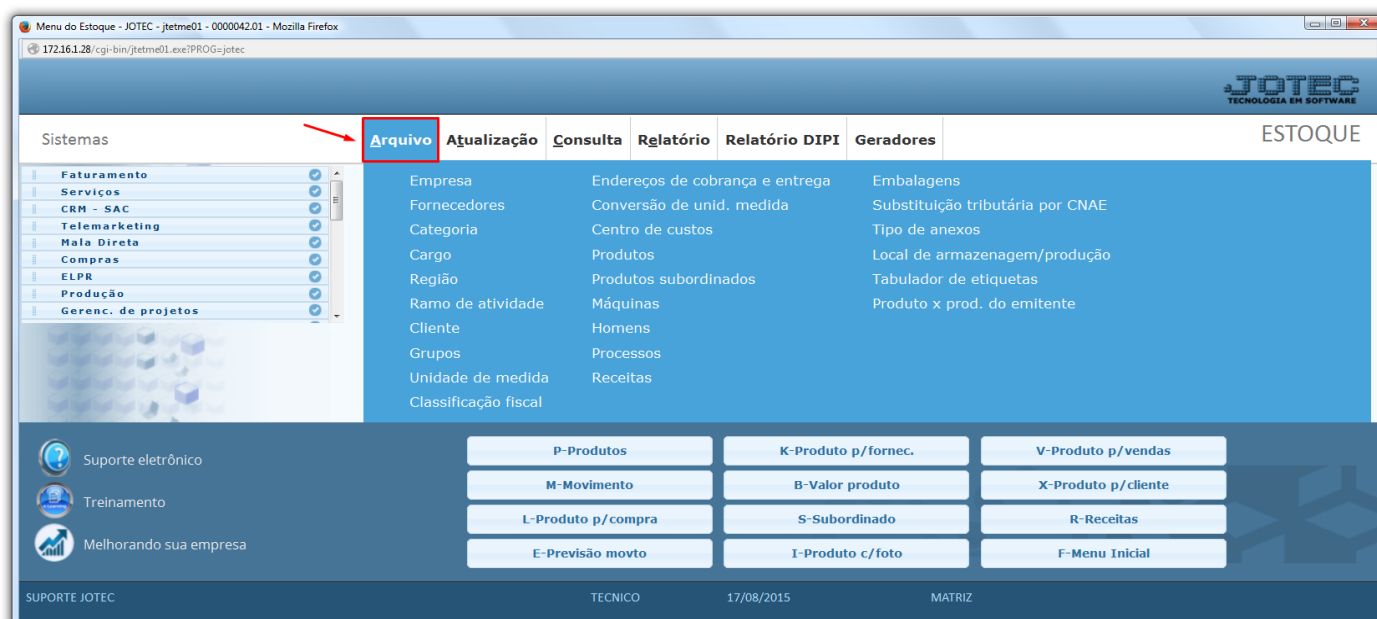 Menu do Estoque - JOTEC - jtetme01 - 0000042.01 - Mozilla Firefox
172.16.1.28/cgi-bin/jtetme01.exe?PROG=jotec
JOTEC
TECNOLOGIA EM SOFTWARE
Sistemas
Arquivo Atualização Consulta Relatório Relatório DIPI Geradores
ESTOQUE
Faturamento
Serviços
CRM - SAC
Telemarketing
Mala Direta
Compras
ELPR
Produção
Gerenc. de projetos
Empresa
Fornecedores
Categoria
Cargo
Região
Ramo de atividade
Cliente
Grupos
Unidade de medida
Classificação fiscal
Endereços de cobrança e entrega
Conversão de unid. medida
Centro de custos
Produtos
Produtos subordinados
Máquinas
Homens
Processos
Receitas
Embalagens
Substituição tributária por CNAE
Tipo de anexos
Local de armazenagem/produção
Tabulador de etiquetas
Produto x prod. do emitente
Suporte eletrônico
Treinamento
Melhorando sua empresa
P-Produtos K-Produto p/fornec. V-Produto p/vendas
M-Movimento B-Valor produto X-Produto p/cliente
L-Produto p/compra S-Subordinado R-Receitas
E-Previsão movto I-Produto c/foto F-Menu Inicial
SUPORTE JOTEC TECNICO 17/08/2015 MATRIZ